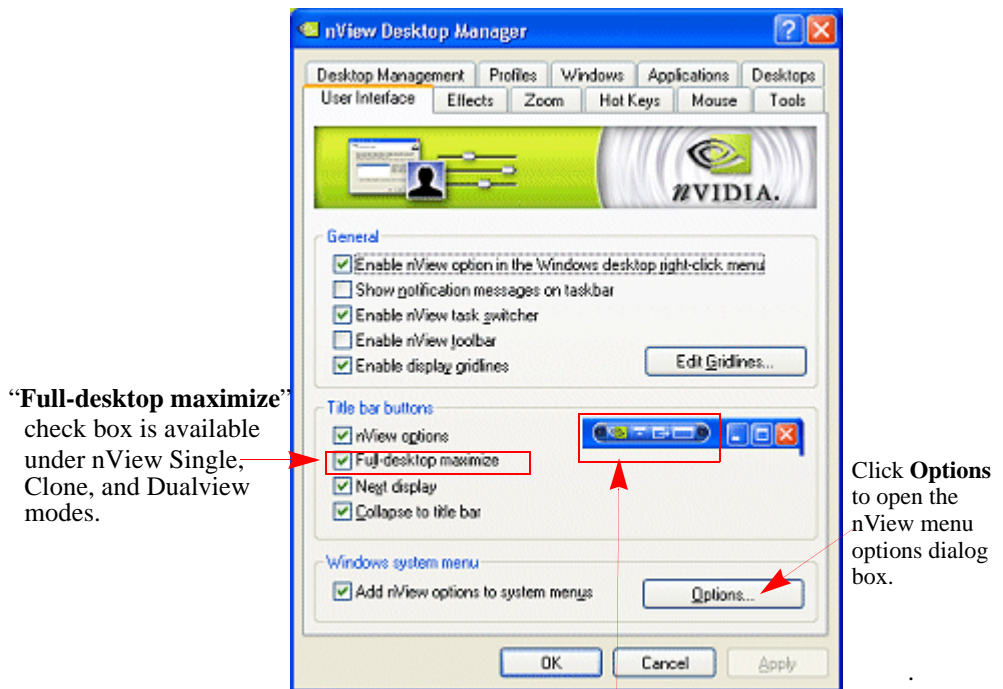 nView Desktop Manager
Desktop Management Profiles Windows Applications Desktops
User Interface Effects Zoom Hot Keys Mouse Tools
nVIDIA.
General
Enable nView option in the Windows desktop right-click menu
Show notification messages on taskbar
Enable nView task switcher
Enable nView toolbar
Enable display gridlines
Edit Gridlines...
Title bar buttons
nView options
Full-desktop maximize
Next display
Collapse to title bar
Windows system menu
Add nView options to system menus
Options...
OK Cancel Apply
“Full-desktop maximize”
check box is available
under nView Single,
Clone, and Dualview
modes.
Click Options
to open the
nView menu
options dialog
box.
.